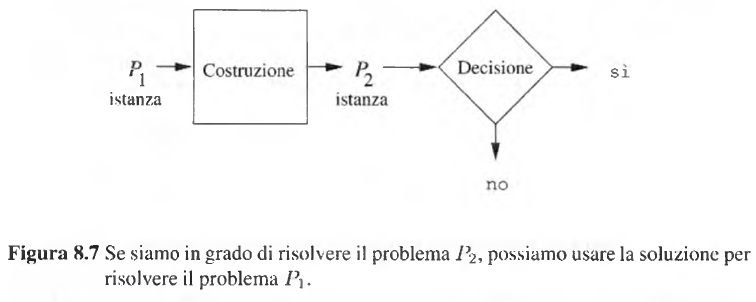 P₁ istanza
Costruzione
P₂ istanza
Decisione
sì
no
Figura 8.7 Se siamo in grado di risolvere il problema P₂, possiamo usare la soluzione per
risolvere il problema P₁.